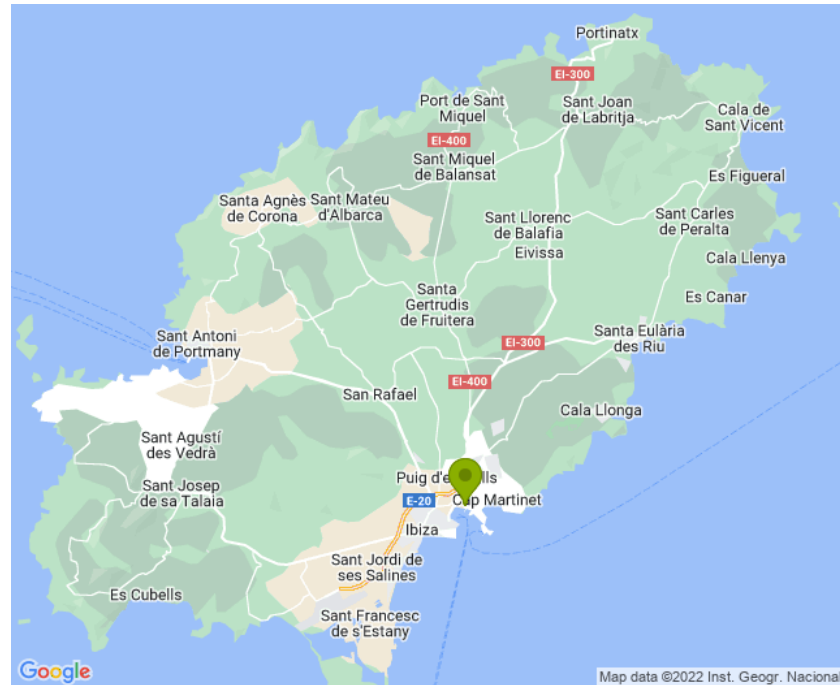 Portinatx
EI-300
Port de Sant
Miquel
Sant Joan
de Labritja
Cala de
Sant Vicent
EI-400
Sant Miquel
de Balansat
Es Figueral
Santa Agnès
de Corona
Sant Mateu
d'Albarca
Sant Llorenc
de Balafia
Eivissa
Sant Carles
de Peralta
Cala Llenya
Santa
Gertrudis
de Fruitera
Es Canar
Sant Antoni
de Portmany
Santa Eulària
des Riu
EI-300
EI-400
San Rafael
Cala Llonga
Sant Agustí
des Vedrà
Sant Josep
de sa Talaia
Puig d'e
lls
E-20
Cap Martinet
Ibiza
Sant Jordi de
ses Salines
Es Cubells
Sant Francesc
de s'Estany
Google
Map data ©2022 Inst. Geogr. Nacional